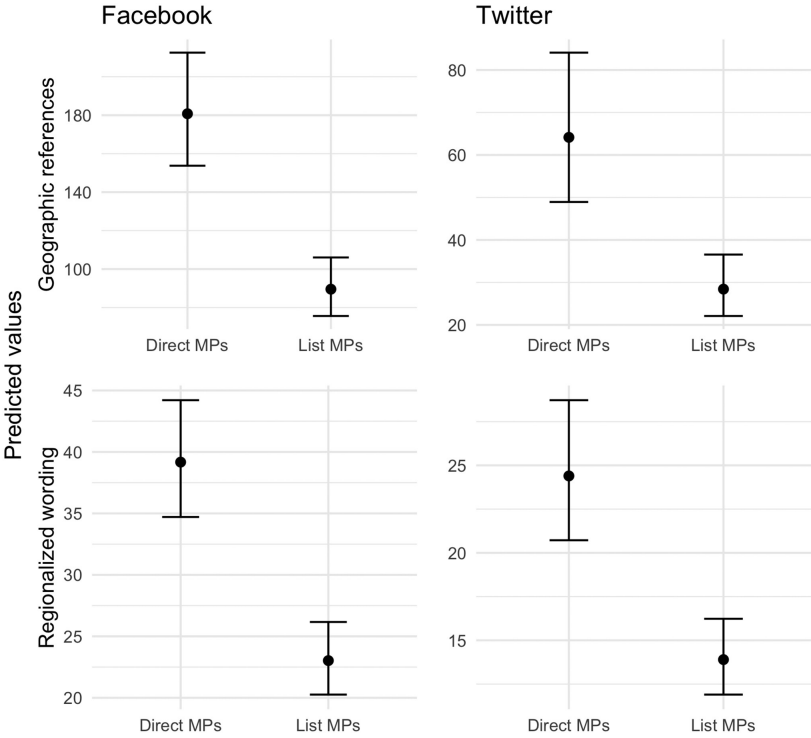 Facebook
Twitter
Predicted values
Geographic references
180
140
100
Direct MPs
List MPs
80
60
40
20
Direct MPs
List MPs
Regionalized wording
45
40
35
30
25
20
Direct MPs
List MPs
25
20
15
Direct MPs
List MPs